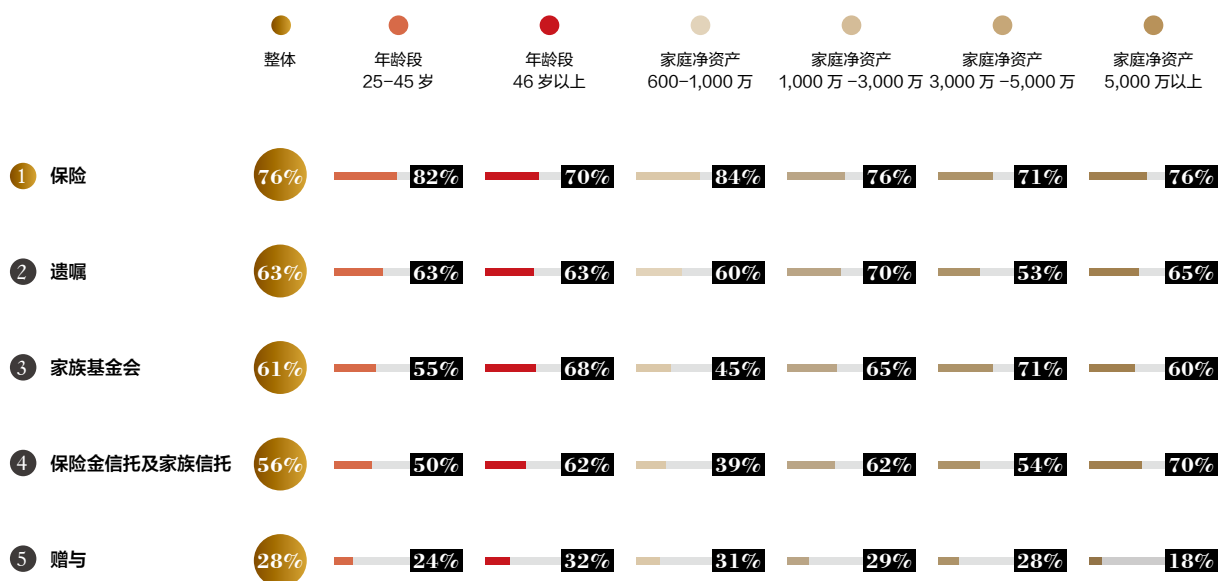 整体
年龄段
25–45 岁
年龄段
46 岁以上
家庭净资产
600–1,000 万
家庭净资产
1,000 万 –3,000 万
家庭净资产
3,000 万 –5,000 万
家庭净资产
5,000 万以上
1 保险 76% 82% 70% 84% 76% 71% 76%
2 遗嘱 63% 63% 63% 60% 70% 53% 65%
3 家族基金会 61% 55% 68% 45% 65% 71% 60%
4 保险金信托及家族信托 56% 50% 62% 39% 62% 54% 70%
5 赠与 28% 24% 32% 31% 29% 28% 18%